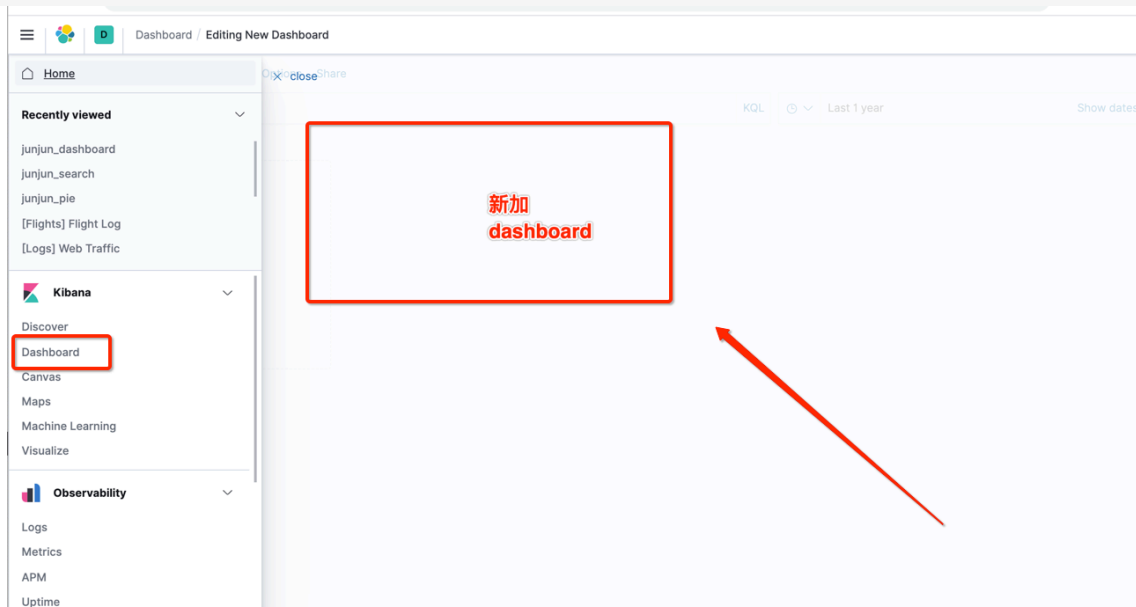 D Dashboard / Editing New Dashboard
Home
Options Share
× close
Recently viewed
KQL Last 1 year Show dates
junjun_dashboard
junjun_search
junjun_pie
[Flights] Flight Log
[Logs] Web Traffic
新加
dashboard
Kibana
Discover
Dashboard
Canvas
Maps
Machine Learning
Visualize
Observability
Logs
Metrics
APM
Uptime